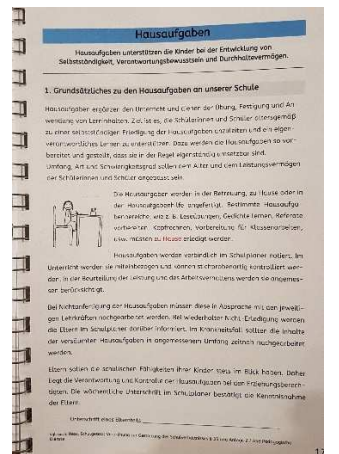 Hausaufgaben
Hausaufgaben unterstützen die Kinder bei der Entwicklung von
Selbstständigkeit, Verantwortungsbewusstsein und Durchhaltevermögen.
1. Grundsätzliches zu den Hausaufgaben an unserer Schule
Hausaufgaben ergänzen den Unterricht und dienen der Übung, Festigung und An
wendung von Lerninhalten. Ziel ist es, die Schülerinnen und Schüler altersgemäß
zu einer selbstständigen Erledigung der Hausaufgaben anzuleiten und ein eigen-
verantwortliches Lernen zu unterstützen. Dazu werden die Hausaufgaben so vor-
bereitet und gestellt, dass sie in der Regel eigenständig umsetzbar sind.
Umfang, Art und Schwierigkeitsgrad sollen dem Alter und dem Leistungsvermögen
der Schülerinnen und Schüler angepasst sein.
Die Hausaufgaben werden in der Betreuung, zu Hause oder in
der Hausaufgabenhilfe angefertigt. Bestimmte Hausaufga-
benbereiche, wie z. B. Leseübungen, Gedichte lernen, Referate
vorbereiten, Kopfrechnen, Vorbereitung für Klassenarbeiten,
usw. müssen zu Hause erledigt werden.
Hausaufgaben werden verbindlich im Schulplaner notiert. Im
Unterricht werden sie miteinbezogen und können stichprobenartig kontrolliert wer-
den. In der Beurteilung der Leistung und des Arbeitsverhaltens werden sie angemes-
sen berücksichtigt.
Bei Nichtanfertigung der Hausaufgaben müssen diese in Absprache mit den jeweili-
gen Lehrkräften nachgearbeitet werden. Bei wiederholter Nicht-Erledigung werden
die Eltern im Schulplaner darüber informiert. Im Krankheitsfall sollten die Inhalte
der versäumten Hausaufgaben in angemessenem Umfang zeitnah nachgearbeitet
werden.
Eltern sollen die schulischen Fähigkeiten ihrer Kinder stets im Blick haben. Daher
liegt die Verantwortung und Kontrolle der Hausaufgaben bei den Erziehungsberech-
tigten. Die wöchentliche Unterschrift im Schulplaner bestätigt die Kenntnisnahme
der Eltern.
Unterschrift eines Elternteils